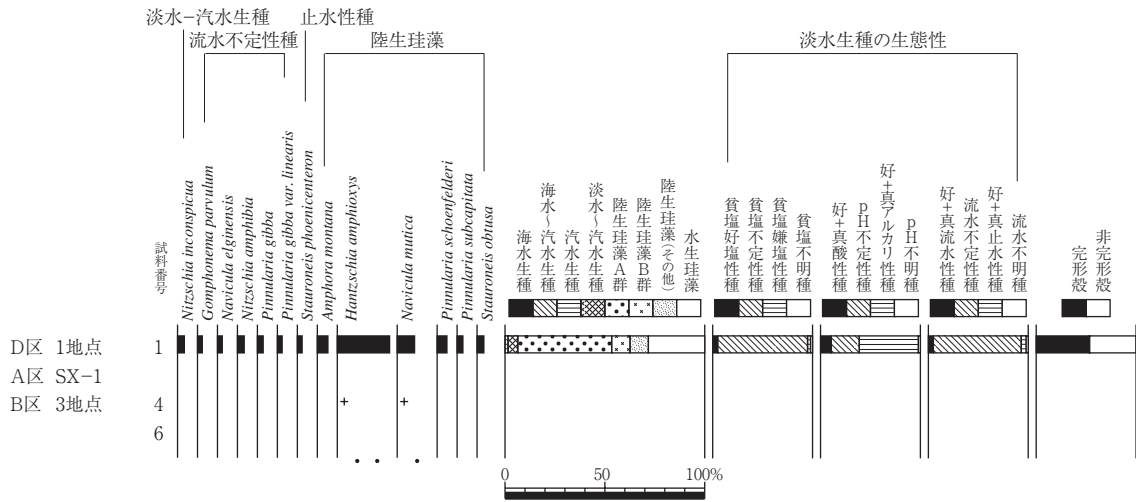 淡水-汽水生種
止水性種
流水不定性種
陸生珪藻
淡水生種の生態性
試料番号
Nitzschia inconspicua
Gomphonema parvulum
Navicula elginensis
Nitzschia amphibia
Pinnularia gibba
Pinnularia gibba var. linearis
Stauroneis phoenicenteron
Amphora montana
Hantzschia amphioxys
Navicula mutica
Pinnularia schoenfelderi
Pinnularia subcapitata
Stauroneis obtusa
海水生種
海水～汽水生種
汽水生種
淡水～汽水生種
陸生珪藻A群
陸生珪藻B群
陸生珪藻(その他)
水生珪藻
貧塩好塩性種
貧塩不定性種
貧塩嫌塩性種
貧塩不明種
好+真酸性種
pH不定性種
好+真アルカリ性種
pH不明種
好+真流水性種
流水不定性種
好+真止水性種
流水不明種
完形殻
非完形殻
D区 1地点 1
A区 SX-1
B区 3地点 4 + +
6
0 50 100%